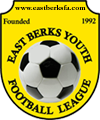 www.eastberksfa.com
Founded 1992
EAST BERKS YOUTH
FOOTBALL LEAGUE